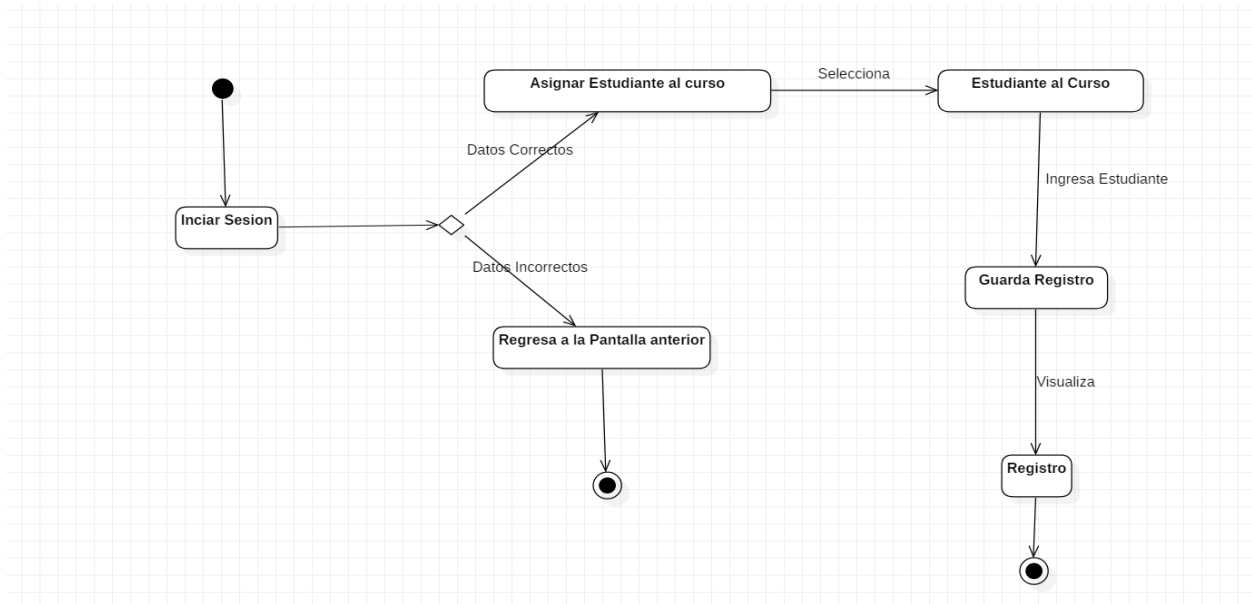 Asignar Estudiante al curso
Selecciona
Estudiante al Curso
Datos Correctos
Ingresa Estudiante
Inciar Sesion
Datos Incorrectos
Guarda Registro
Regresa a la Pantalla anterior
Visualiza
Registro